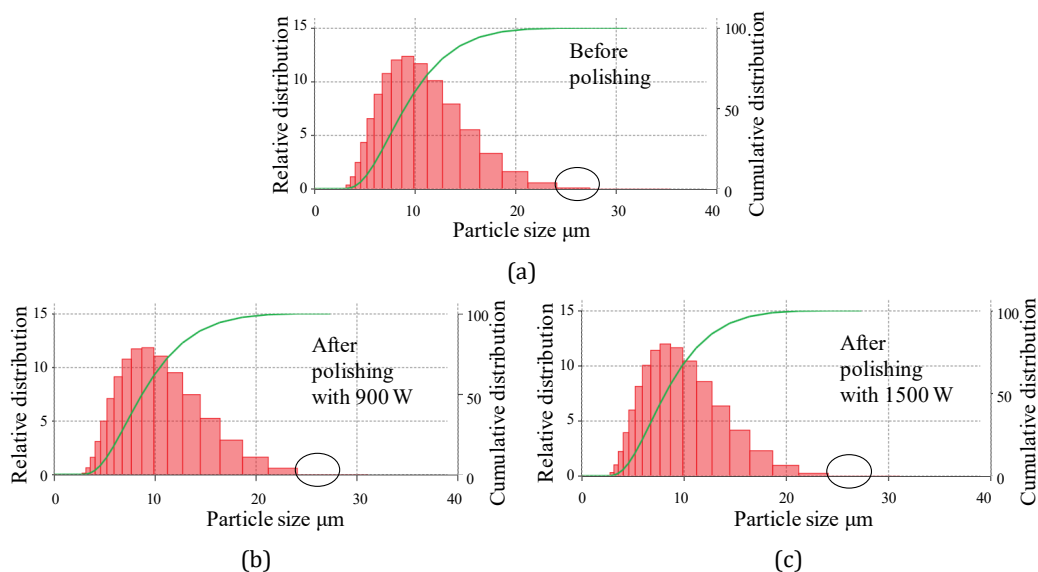 Relative distribution
15
10
5
0
100
50
0
Cumulative distribution
Before
polishing
0
10
20
30
40
Particle size μm
(a)
Relative distribution
15
10
5
0
100
50
0
Cumulative distribution
After
polishing
with 900 W
0
10
20
30
40
Particle size μm
(b)
Relative distribution
15
10
5
0
100
50
0
Cumulative distribution
After
polishing
with 1500 W
0
10
20
30
40
Particle size μm
(c)